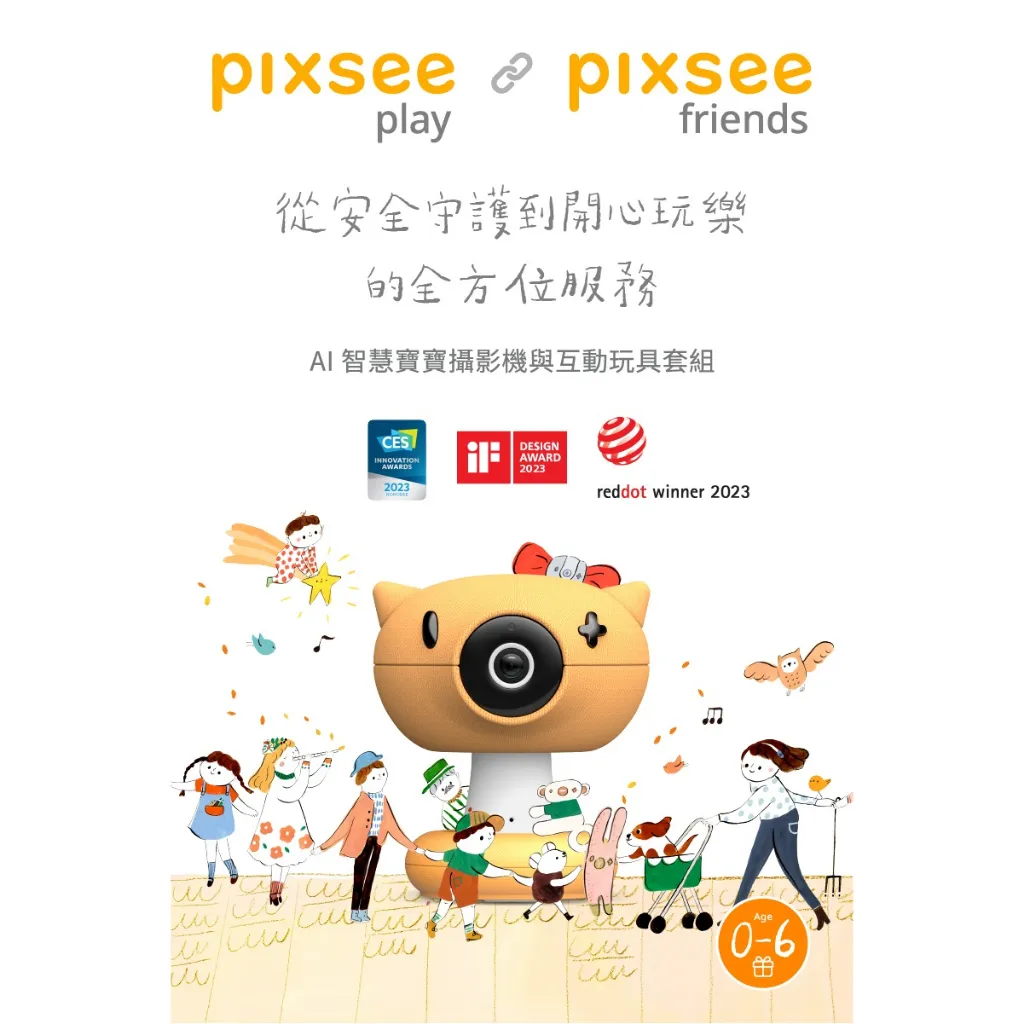 pixsee pixsee
play friends
從安全守護到開心玩樂
的全方位服務
AI 智慧寶寶攝影機與互動玩具套組
CES
INNOVATION
AWARDS
2023
HONOREE
iF DESIGN
AWARD
2023
reddot winner 2023
Age
0-6